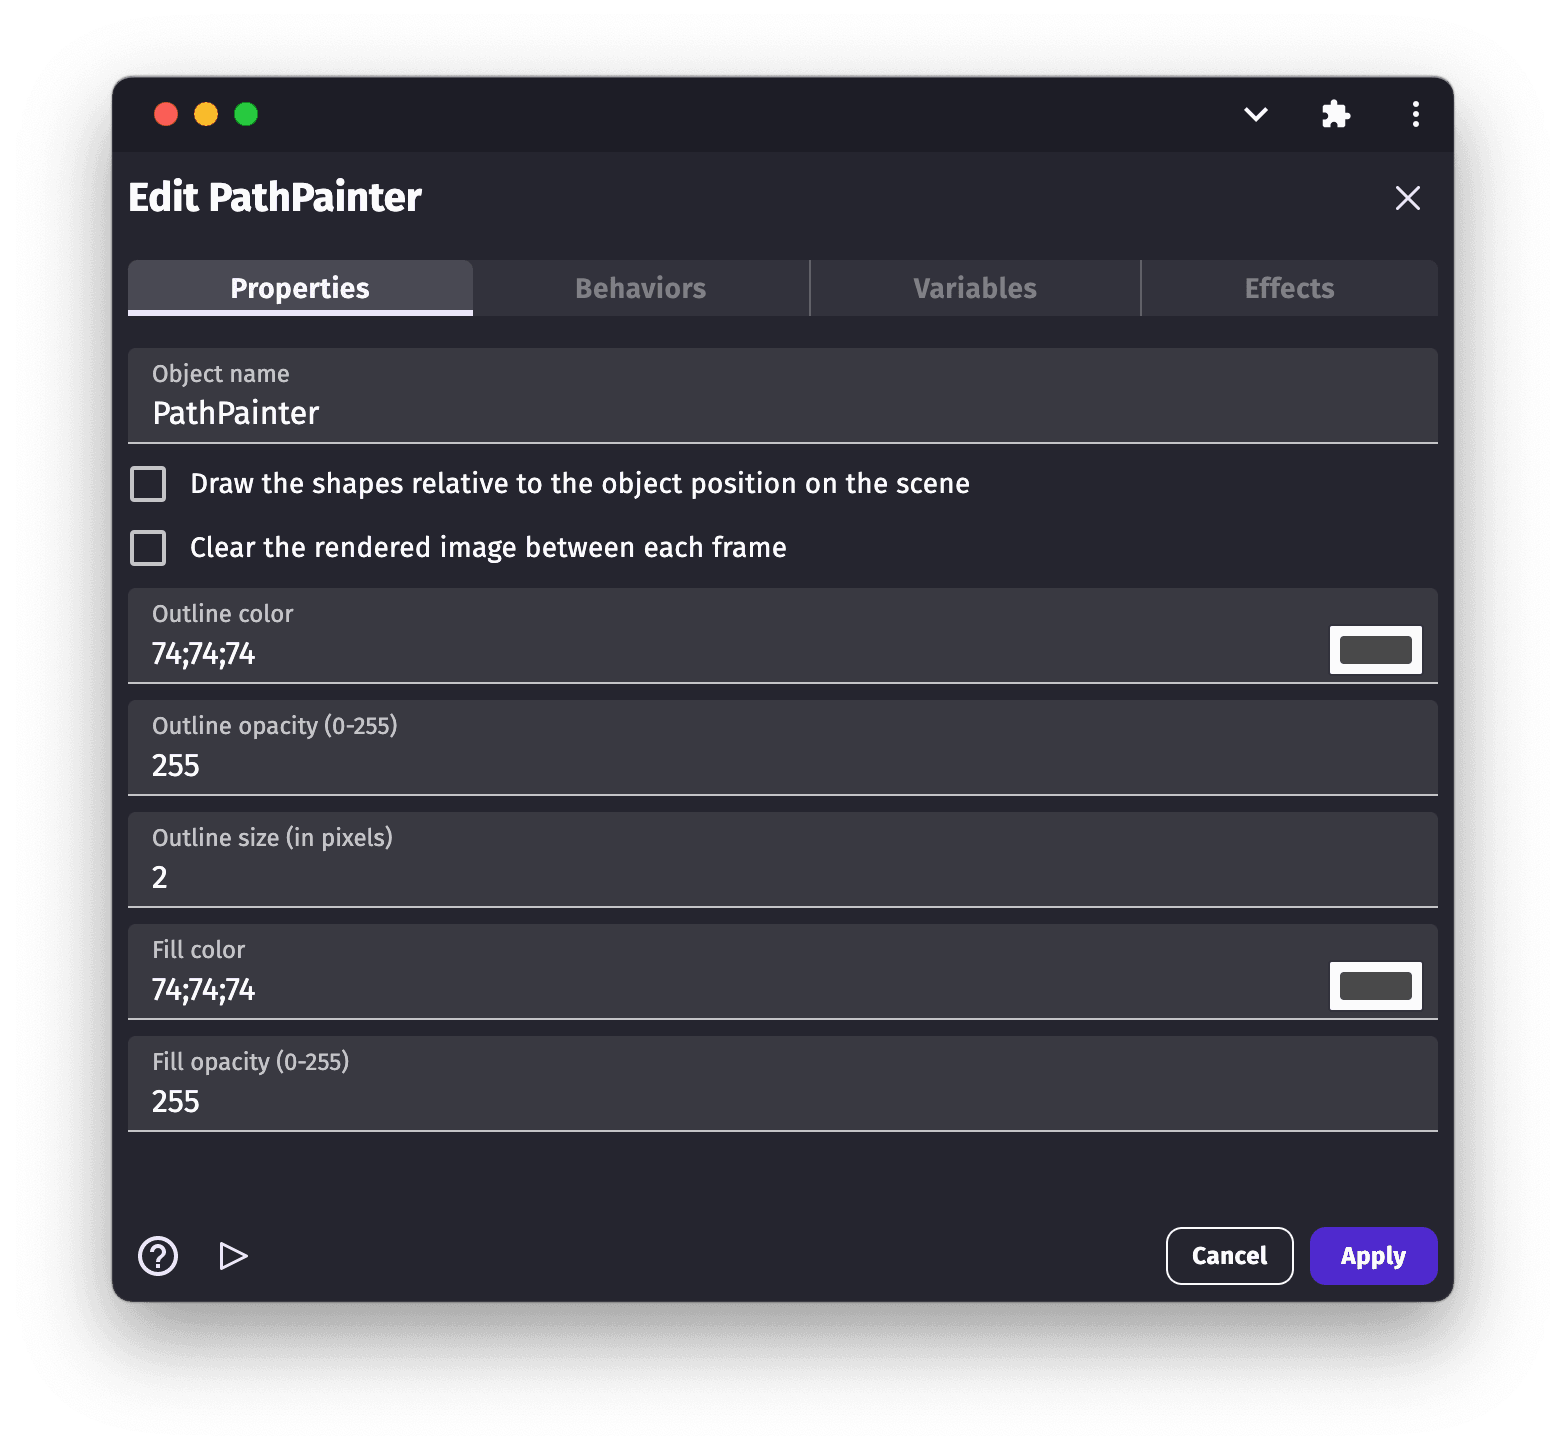 Edit PathPainter
Properties Behaviors Variables Effects
Object name
PathPainter
Draw the shapes relative to the object position on the scene
Clear the rendered image between each frame
Outline color
74;74;74
Outline opacity (0-255)
255
Outline size (in pixels)
2
Fill color
74;74;74
Fill opacity (0-255)
255
Cancel Apply